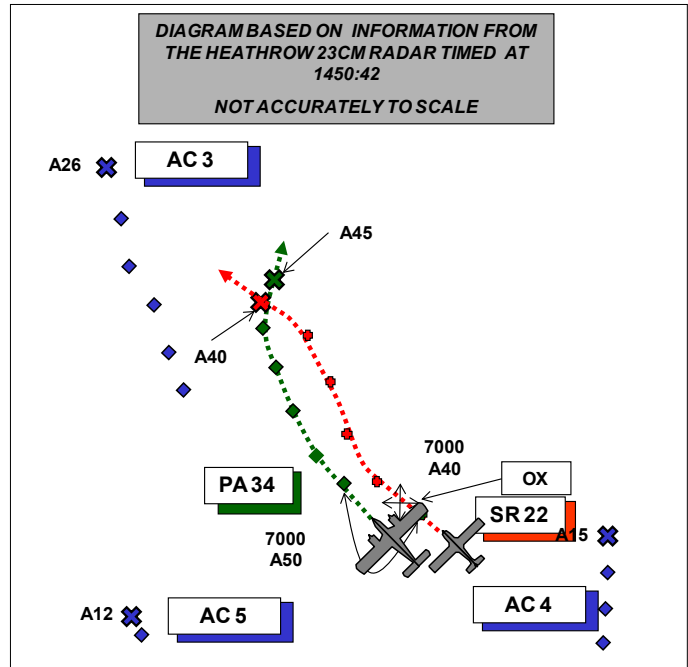 DIAGRAM BASED ON INFORMATION FROM
THE HEATHROW 23CM RADAR TIMED AT
1450:42
NOT ACCURATELY TO SCALE
A26
AC 3
A45
A40
7000
A40
OX
PA 34
SR 22
7000
A50
A15
A12
AC 5
AC 4